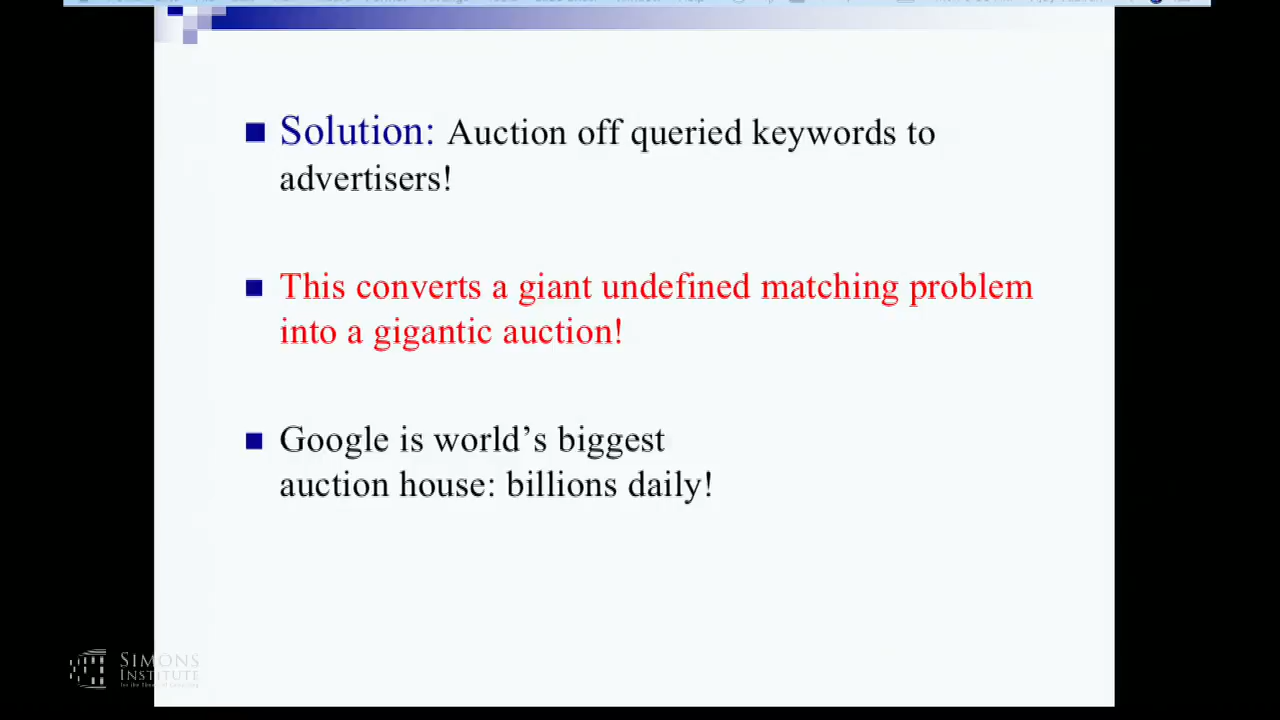 Solution: Auction off queried keywords to
advertisers!
This converts a giant undefined matching problem
into a gigantic auction!
Google is world’s biggest
auction house: billions daily!
SIMONS
INSTITUTE